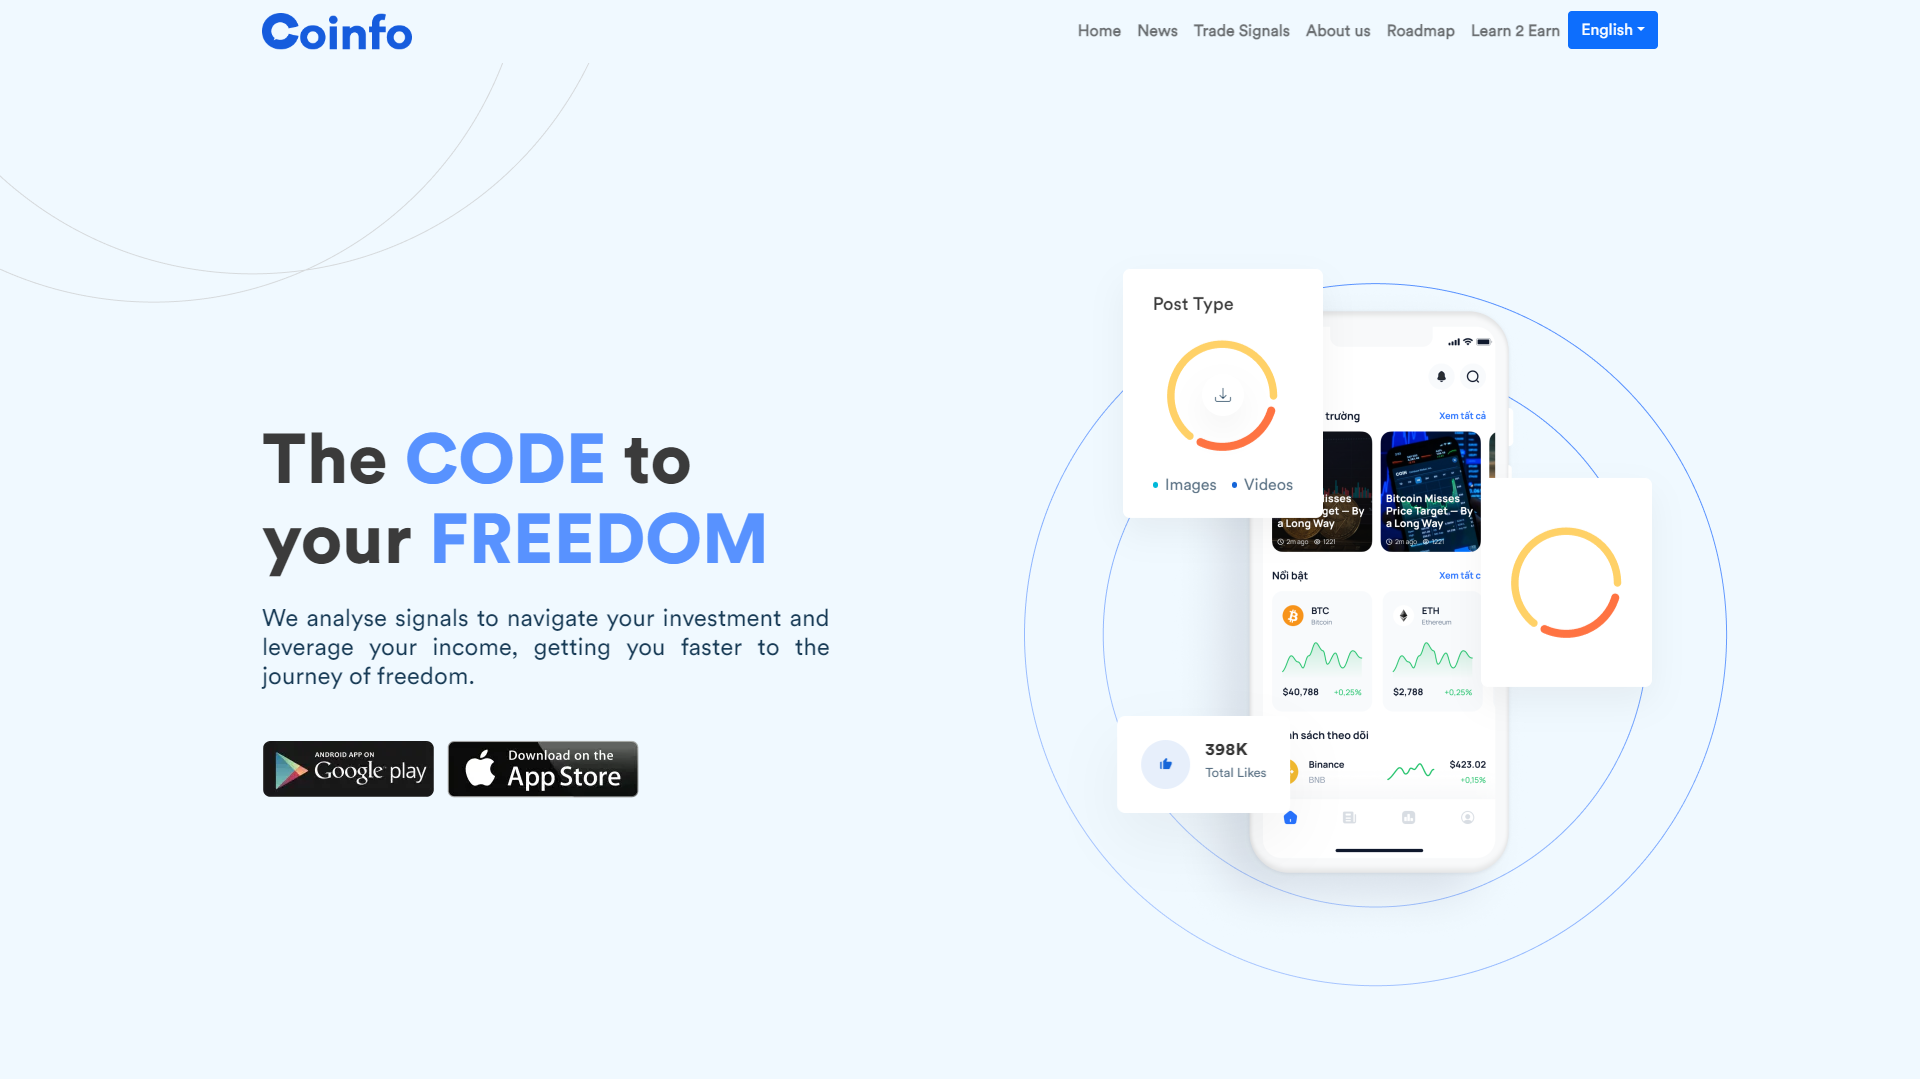 Coinfo
Home News Trade Signals About us Roadmap Learn 2 Earn English
The CODE to
your FREEDOM
We analyse signals to navigate your investment and
leverage your income, getting you faster to the
journey of freedom.
ANDROID APP ON
Google play
Download on the
App Store
Post Type
Images Videos
trường
Xem tất cả
get – By
a Long Way
2m ago 1221
Bitcoin Misses
Price Target – By
a Long Way
2m ago 1221
Nổi bật
Xem tất
BTC
Bitcoin
$40,788 +0,25%
ETH
Ethereum
$2,788 +0,25%
398K
Total Likes
sách theo dõi
Binance
BNB
$423.02
+0,15%